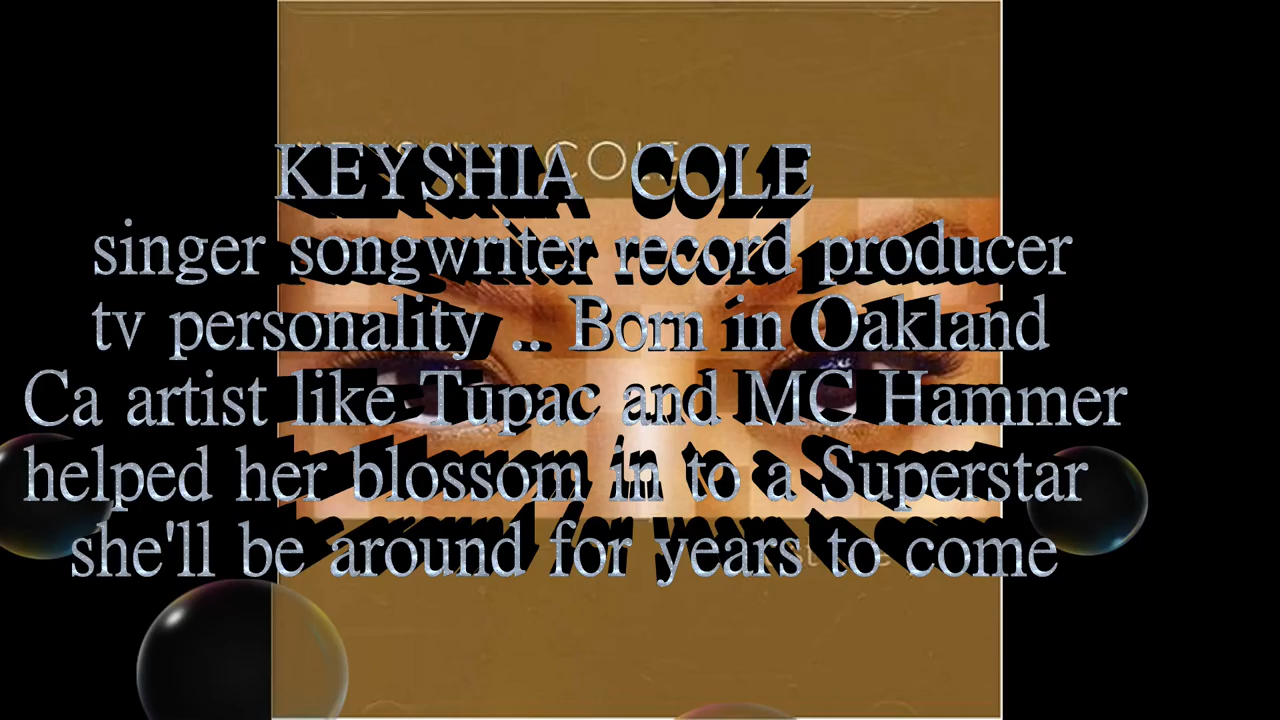 KEYSHIA COLE
singer songwriter record producer
tv personality .. Born in Oakland
Ca artist like Tupac and MC Hammer
helped her blossom in to a Superstar
she'll be around for years to come